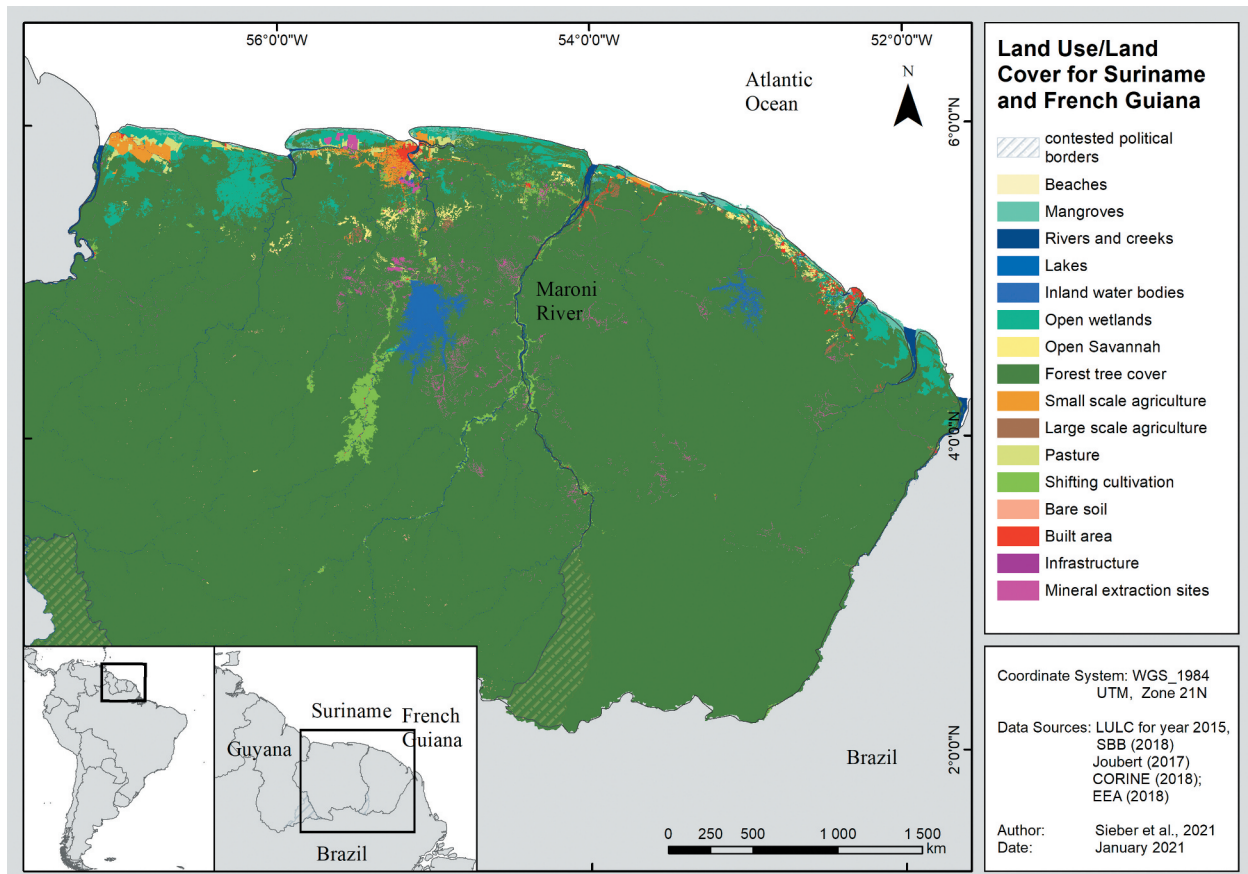 56°0'0"W
54°0'0"W
52°0'0"W
Atlantic
Ocean
N
6°0'0"N
Maroni
River
4°0'0"N
Brazil
2°0'0"N
Suriname
French
Guiana
Guyana
Brazil
0 250 500 1 000 1 500
km
Land Use/Land
Cover for Suriname
and French Guiana
contested political
borders
Beaches
Mangroves
Rivers and creeks
Lakes
Inland water bodies
Open wetlands
Open Savannah
Forest tree cover
Small scale agriculture
Large scale agriculture
Pasture
Shifting cultivation
Bare soil
Built area
Infrastructure
Mineral extraction sites
Coordinate System: WGS_1984
UTM, Zone 21N
Data Sources: LULC for year 2015,
SBB (2018)
Joubert (2017)
CORINE (2018);
EEA (2018)
Author: Sieber et al., 2021
Date: January 2021